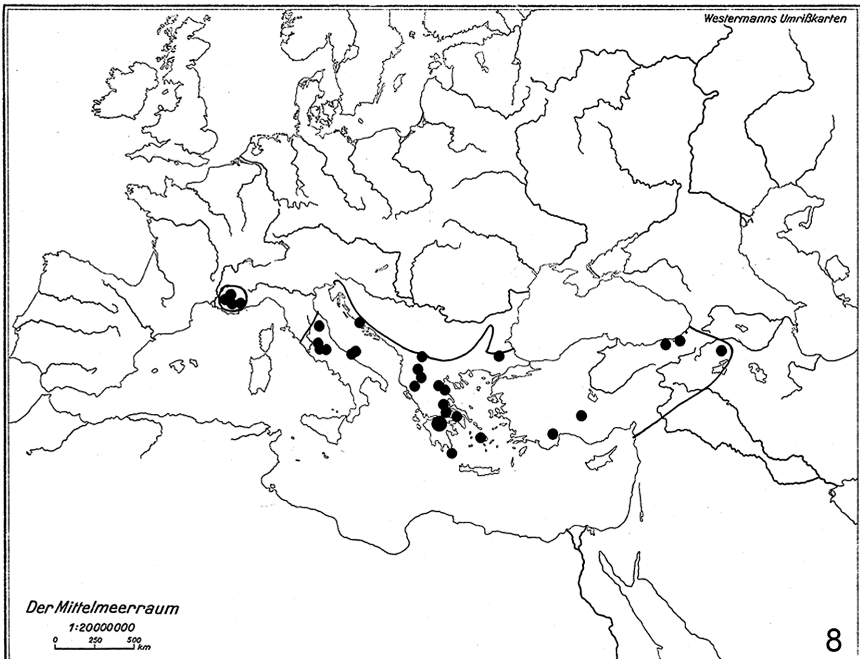 Westermanns Umrißkarten
Der Mittelmeerraum
1:20000000
0 250 500
km
8